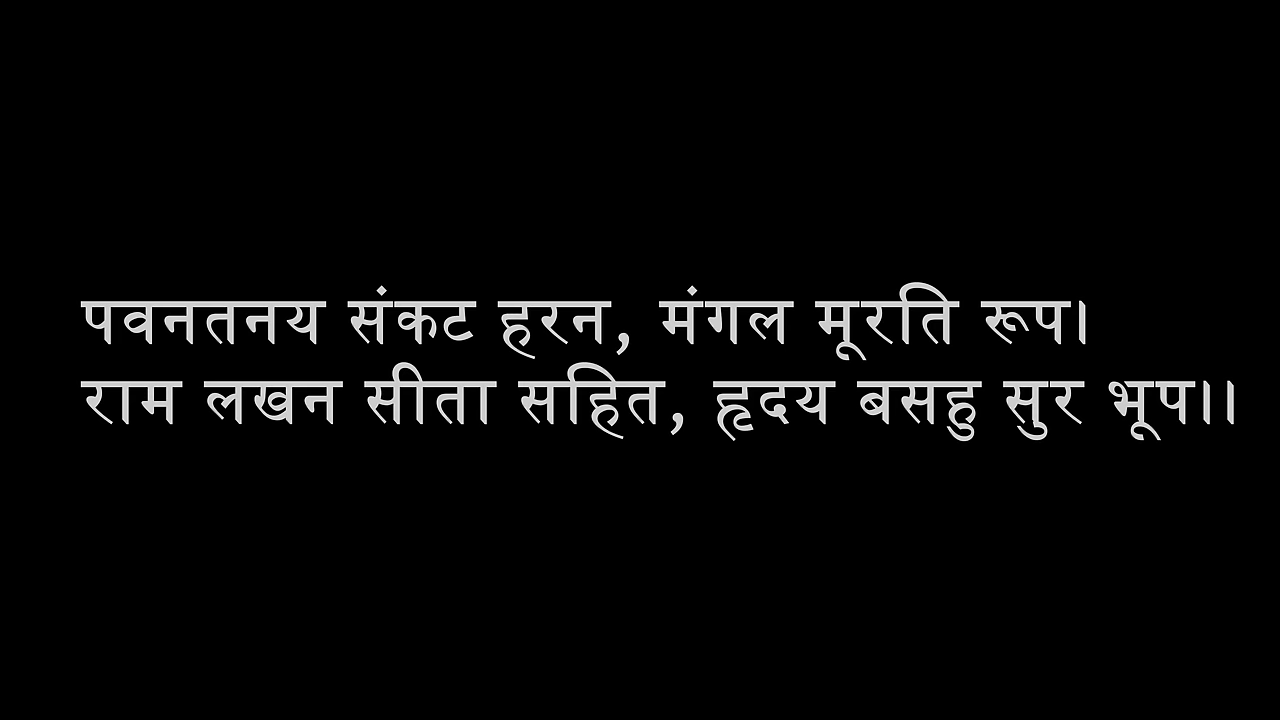 पवनतनय संकट हरन, मंगल मूरति रूप।
राम लखन सीता सहित, हृदय बसहु सुर भूप।।